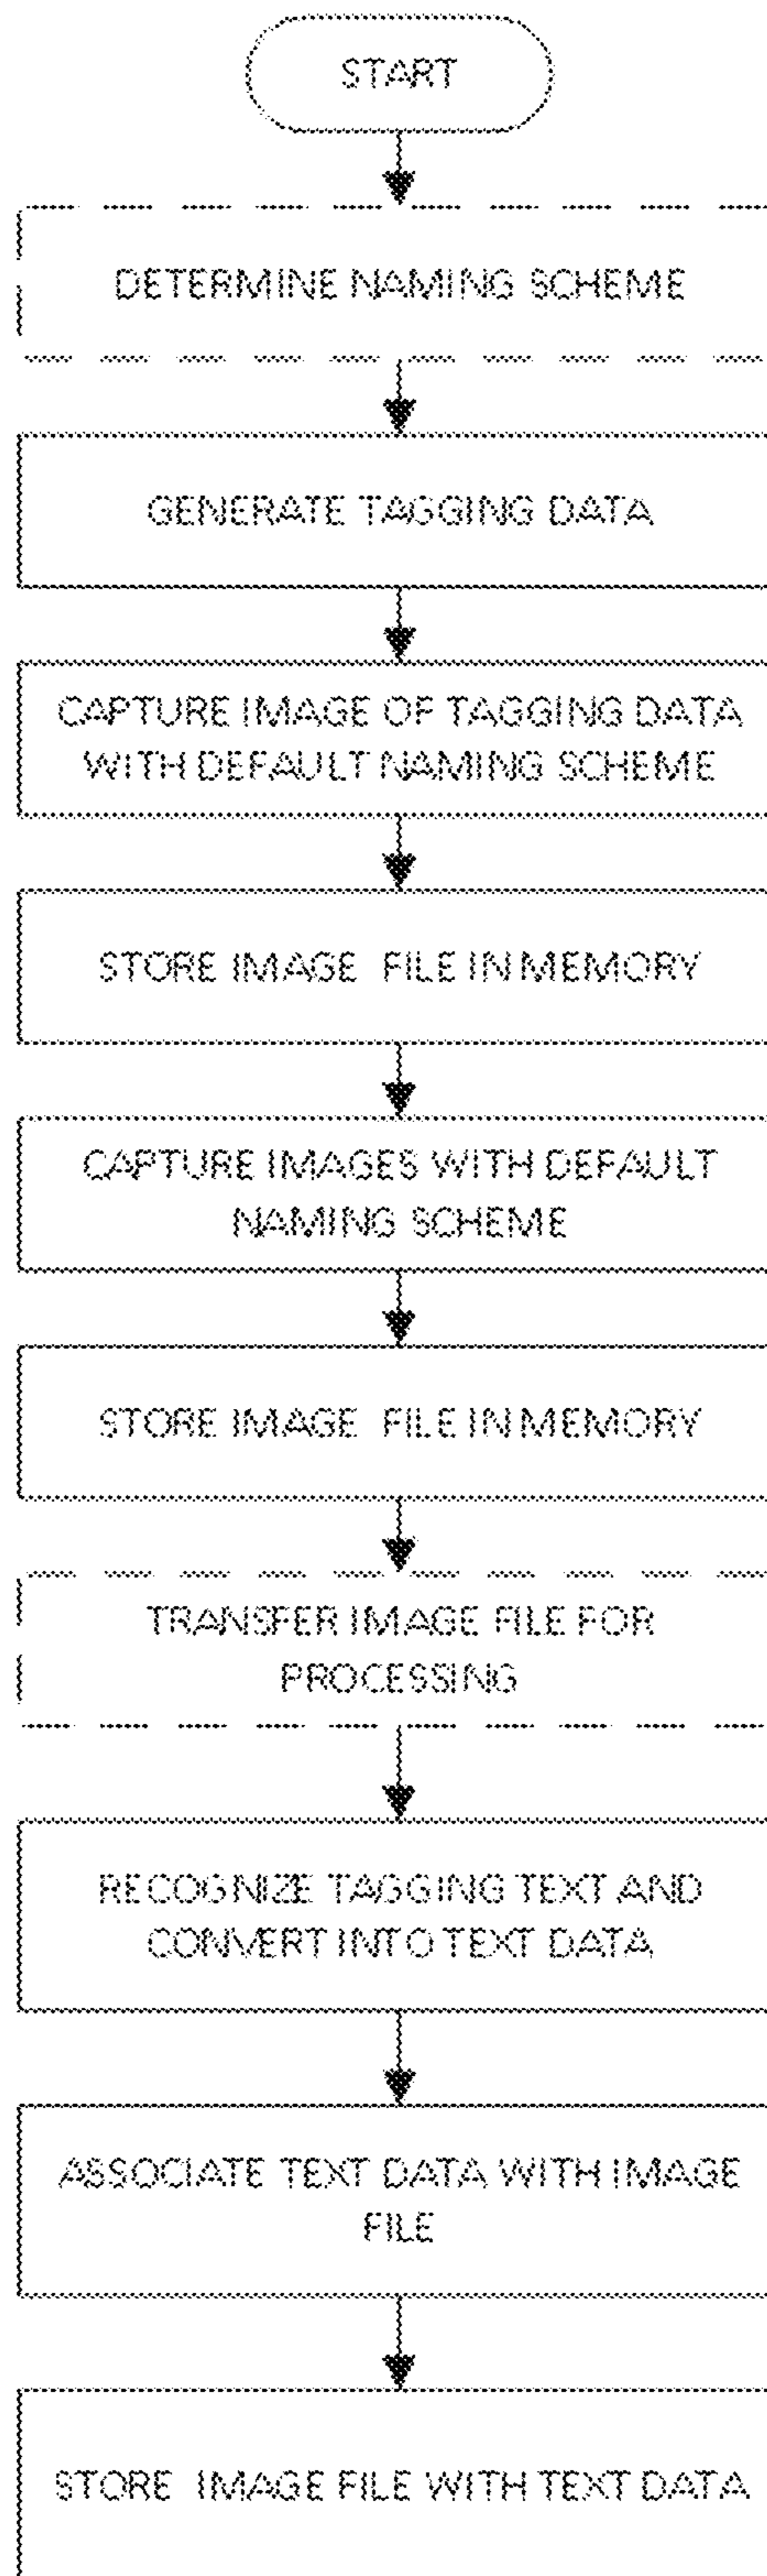 START
DETERMINE NAMING SCHEME
GENERATE TAGGING DATA
CAPTURE IMAGE OF TAGGING DATA
WITH DEFAULT NAMING SCHEME
STORE IMAGE FILE IN MEMORY
CAPTURE IMAGES WITH DEFAULT
NAMING SCHEME
STORE IMAGE FILE IN MEMORY
TRANSFER IMAGE FILE FOR
PROCESSING
RECOGNIZE TAGGING TEXT AND
CONVERT INTO TEXT DATA
ASSOCIATE TEXT DATA WITH IMAGE
FILE
STORE IMAGE FILE WITH TEXT DATA